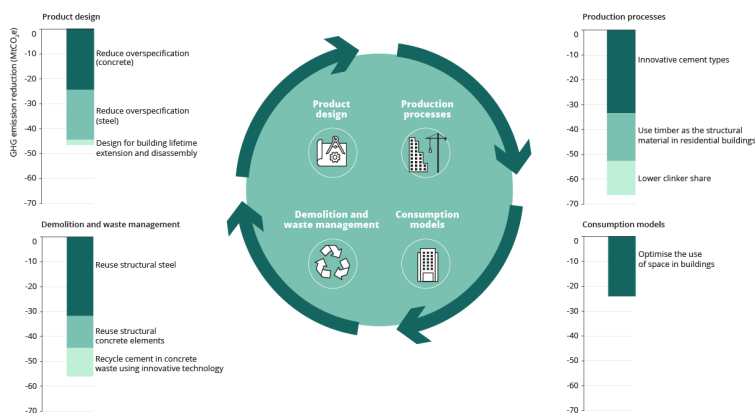 Product design
GHG emission reduction (MtCO₂e)
0
-10
-20
-30
-40
-50
-60
-70
Reduce overspecification
(concrete)
Reduce overspecification
(steel)
Design for building lifetime
extension and disassembly
Production processes
0
-10
-20
-30
-40
-50
-60
-70
Innovative cement types
Use timber as the structural
material in residential buildings
Lower clinker share
Product
design
Production
processes
Demolition and
waste management
Consumption
models
Demolition and waste management
0
-10
-20
-30
-40
-50
-60
-70
Reuse structural steel
Reuse structural
concrete elements
Recycle cement in concrete
waste using innovative technology
Consumption models
0
-10
-20
-30
-40
-50
-60
-70
Optimise the use
of space in buildings